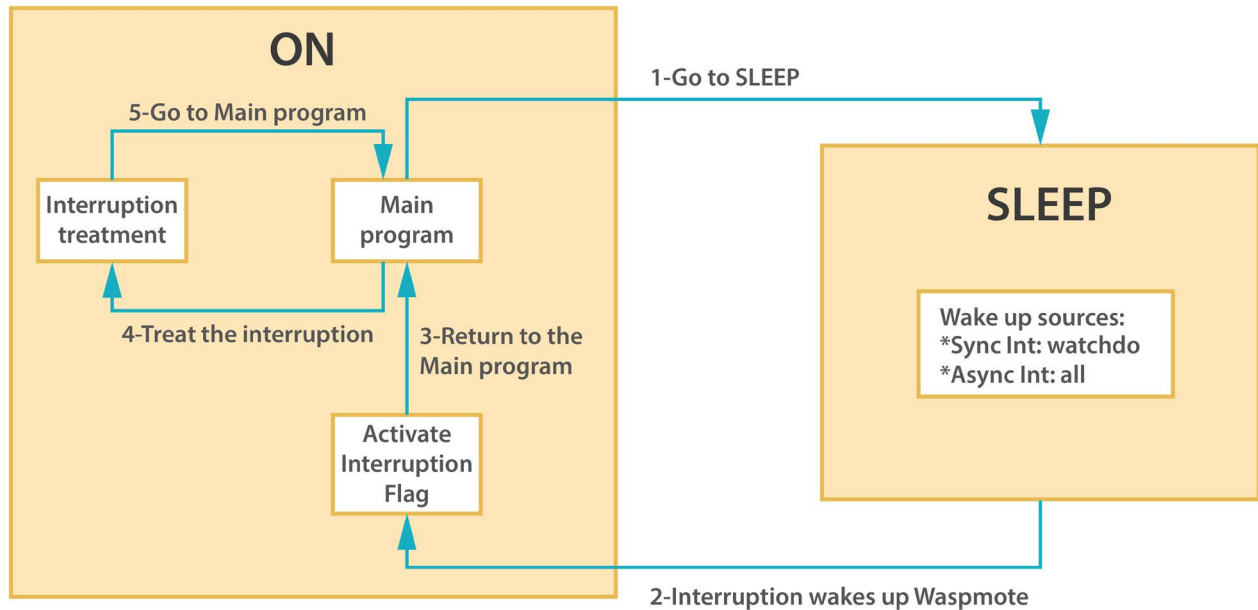 ON
1-Go to SLEEP
5-Go to Main program
Interruption
treatment
Main
program
SLEEP
4-Treat the interruption
3-Return to the
Main program
Wake up sources:
*Sync Int: watchdo
*Async Int: all
Activate
Interruption
Flag
2-Interruption wakes up Waspmote